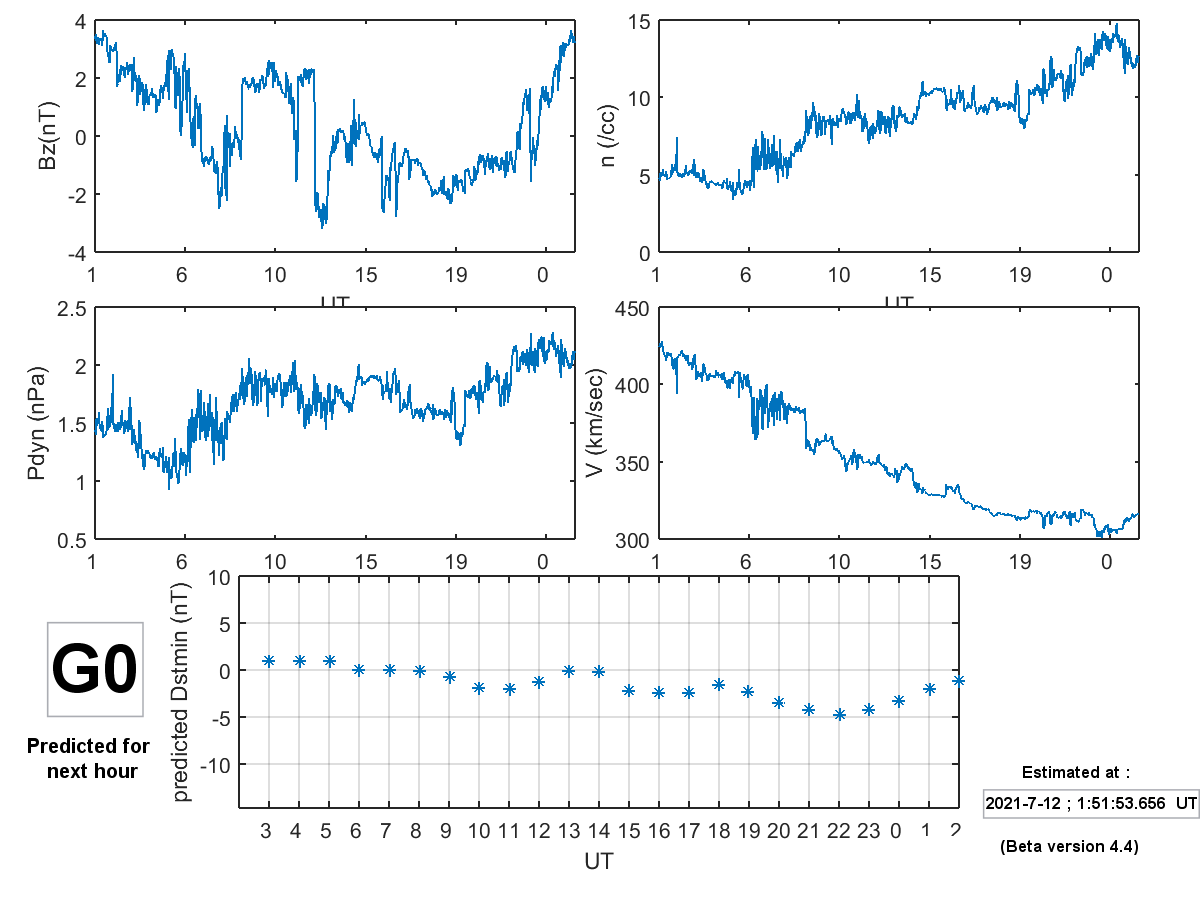 4
2
0
-2
-4
Bz(nT)
1 6 10 15 19 0
UT
15
10
5
0
n (/cc)
1 6 10 15 19 0
UT
2.5
2
1.5
1
0.5
Pdyn (nPa)
1 6 10 15 19 0
450
400
350
300
V (km/sec)
1 6 10 15 19 0
10
5
0
-5
-10
predicted Dstmin (nT)
3 4 5 6 7 8 9 10 11 12 13 14 15 16 17 18 19 20 21 22 23 0 1 2
UT
G0
Predicted for
next hour
Estimated at :
2021-7-12 ; 1:51:53.656 UT
(Beta version 4.4)